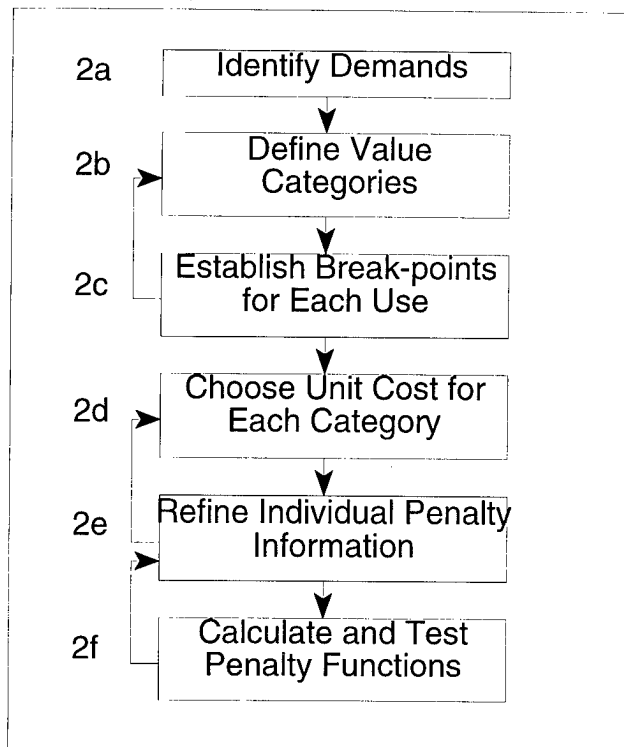 2a Identify Demands
2b Define Value
Categories
2c Establish Break-points
for Each Use
2d Choose Unit Cost for
Each Category
2e Refine Individual Penalty
Information
2f Calculate and Test
Penalty Functions